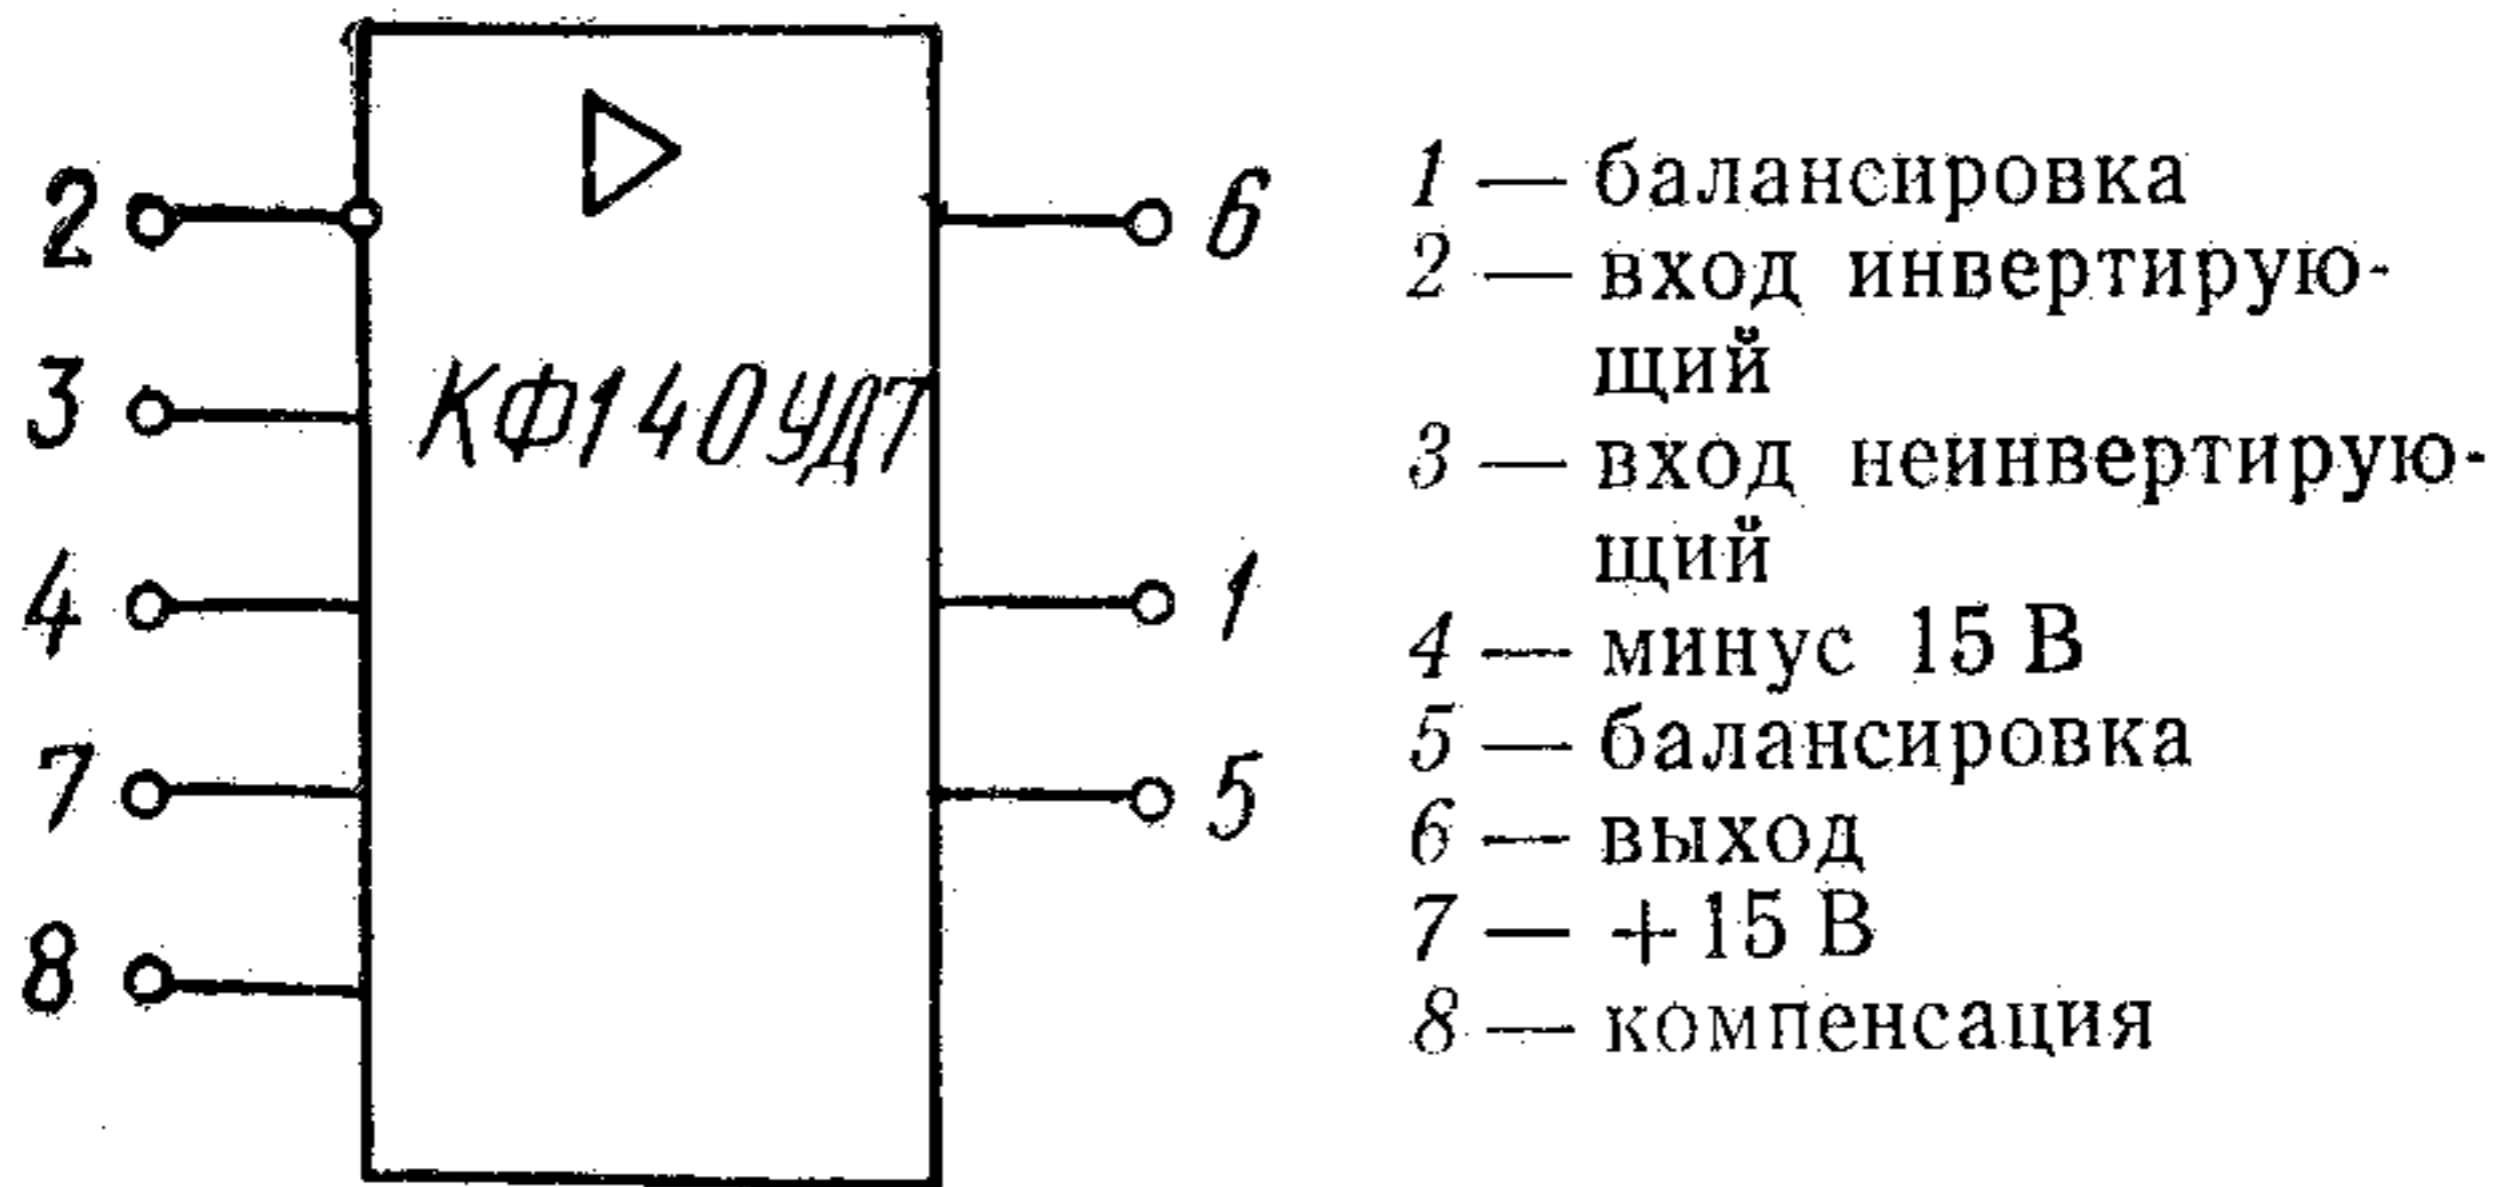 2
3
4
7
8
КФ140УД7
6
1
5
1 — балансировка
2 — вход инвертирую-
щий
3 — вход неинвертирую-
щий
4 — минус 15 В
5 — балансировка
6 — выход
7 — +15 В
8 — компенсация